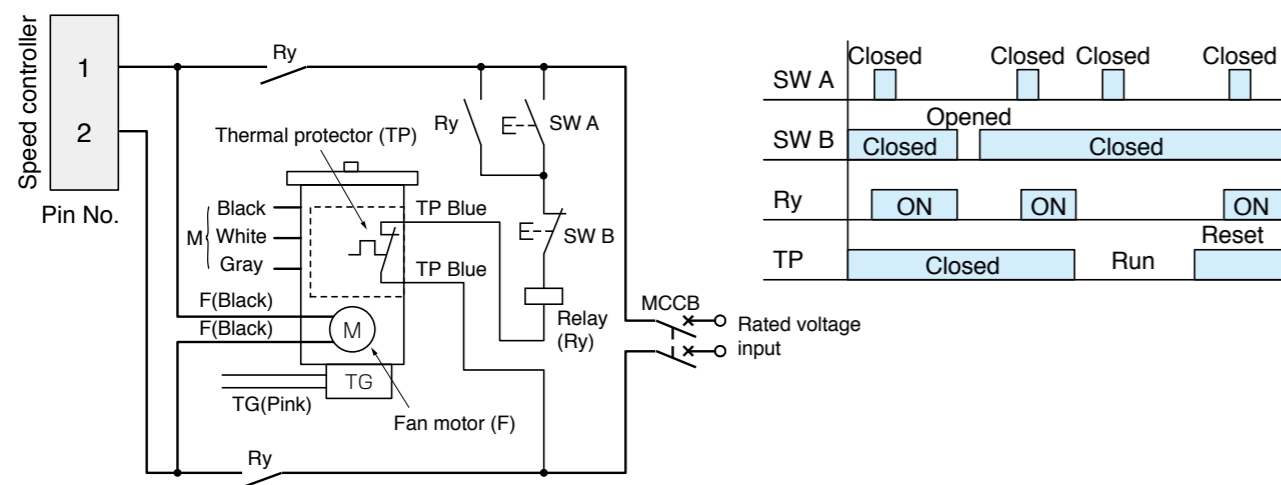 Speed controller
1
2
Pin No.
Ry
Ry
SW A
Thermal protector (TP)
M
Black
White
Gray
TP Blue
TP Blue
SW B
Relay
(Ry)
F(Black)
F(Black)
M
TG
TG(Pink)
Fan motor (F)
Ry
MCCB
Rated voltage
input
SW A
Closed
Closed
Closed
Closed
SW B
Closed
Opened
Closed
Ry
ON
ON
ON
TP
Closed
Run
Reset